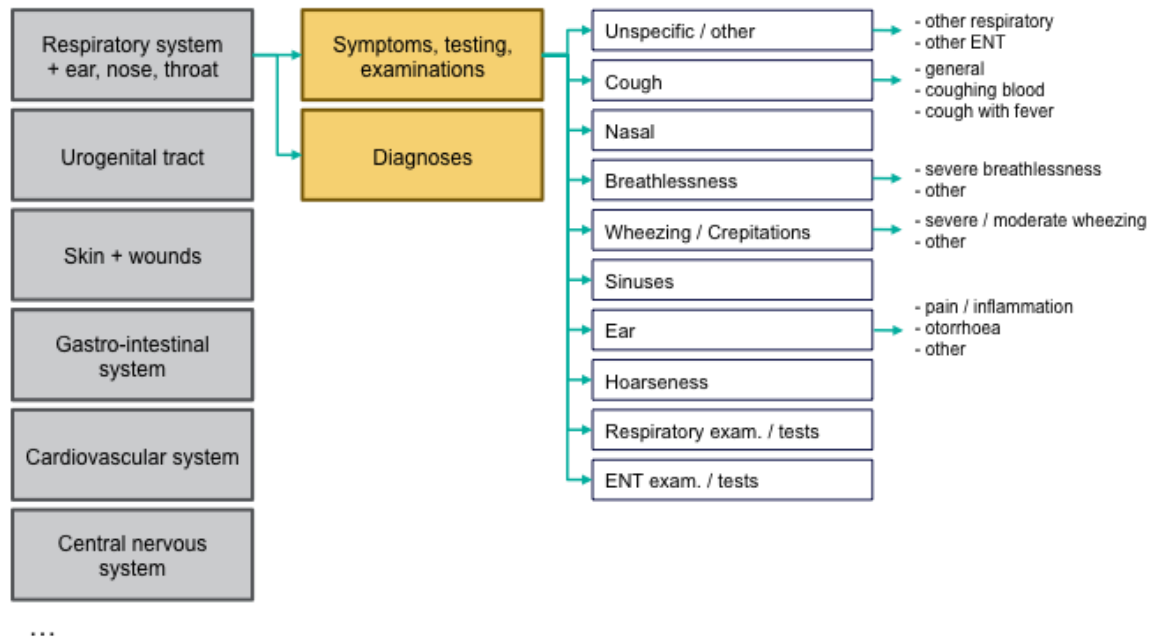 Respiratory system
+ ear, nose, throat
Urogenital tract
Skin + wounds
Gastro-intestinal
system
Cardiovascular system
Central nervous
system
...
Symptoms, testing,
examinations
Diagnoses
Unspecific / other
- other respiratory
- other ENT
Cough
- general
- coughing blood
- cough with fever
Nasal
Breathlessness
- severe breathlessness
- other
Wheezing / Crepitations
- severe / moderate wheezing
- other
Sinuses
Ear
- pain / inflammation
- otorrhoea
- other
Hoarseness
Respiratory exam. / tests
ENT exam. / tests